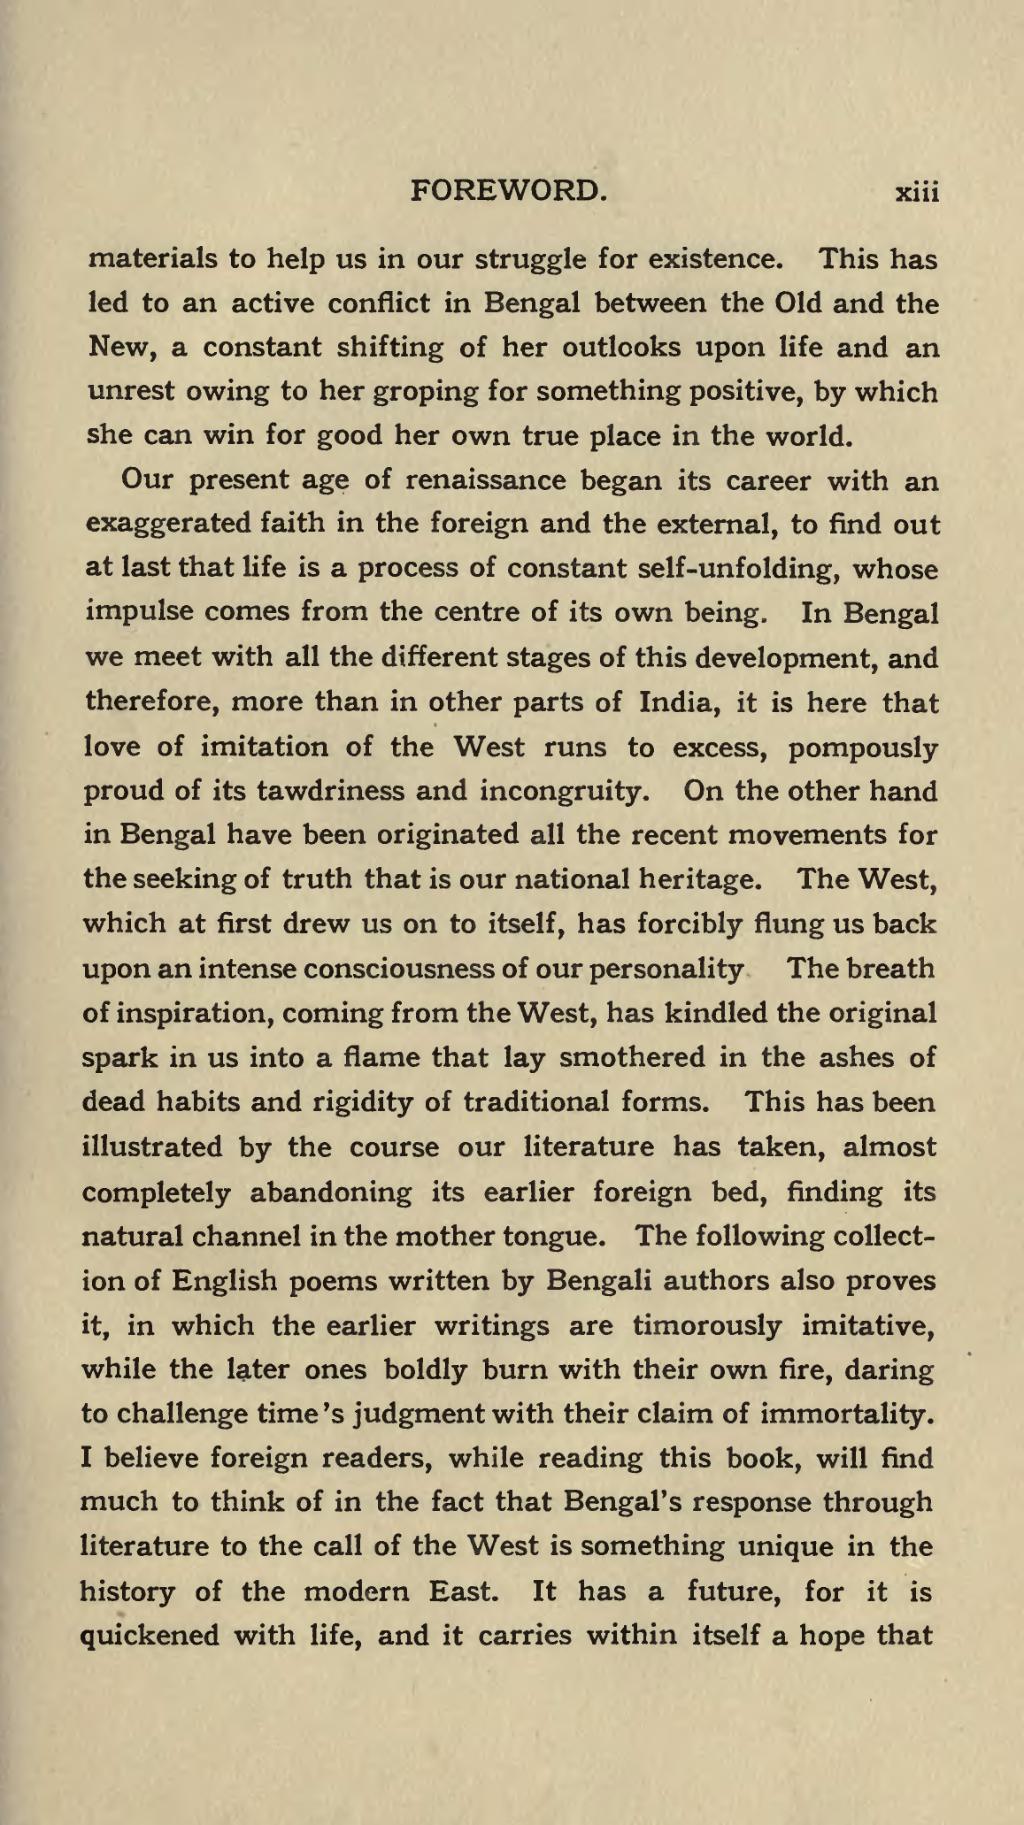 FOREWORD. xiii
materials to help us in our struggle for existence. This has
led to an active conflict in Bengal between the Old and the
New, a constant shifting of her outlooks upon life and an
unrest owing to her groping for something positive, by which
she can win for good her own true place in the world.
Our present age of renaissance began its career with an
exaggerated faith in the foreign and the external, to find out
at last that life is a process of constant self-unfolding, whose
impulse comes from the centre of its own being. In Bengal
we meet with all the different stages of this development, and
therefore, more than in other parts of India, it is here that
love of imitation of the West runs to excess, pompously
proud of its tawdriness and incongruity. On the other hand
in Bengal have been originated all the recent movements for
the seeking of truth that is our national heritage. The West,
which at first drew us on to itself, has forcibly flung us back
upon an intense consciousness of our personality. The breath
of inspiration, coming from the West, has kindled the original
spark in us into a flame that lay smothered in the ashes of
dead habits and rigidity of traditional forms. This has been
illustrated by the course our literature has taken, almost
completely abandoning its earlier foreign bed, finding its
natural channel in the mother tongue. The following collect-
ion of English poems written by Bengali authors also proves
it, in which the earlier writings are timorously imitative,
while the later ones boldly burn with their own fire, daring
to challenge time's judgment with their claim of immortality.
I believe foreign readers, while reading this book, will find
much to think of in the fact that Bengal's response through
literature to the call of the West is something unique in the
history of the modern East. It has a future, for it is
quickened with life, and it carries within itself a hope that